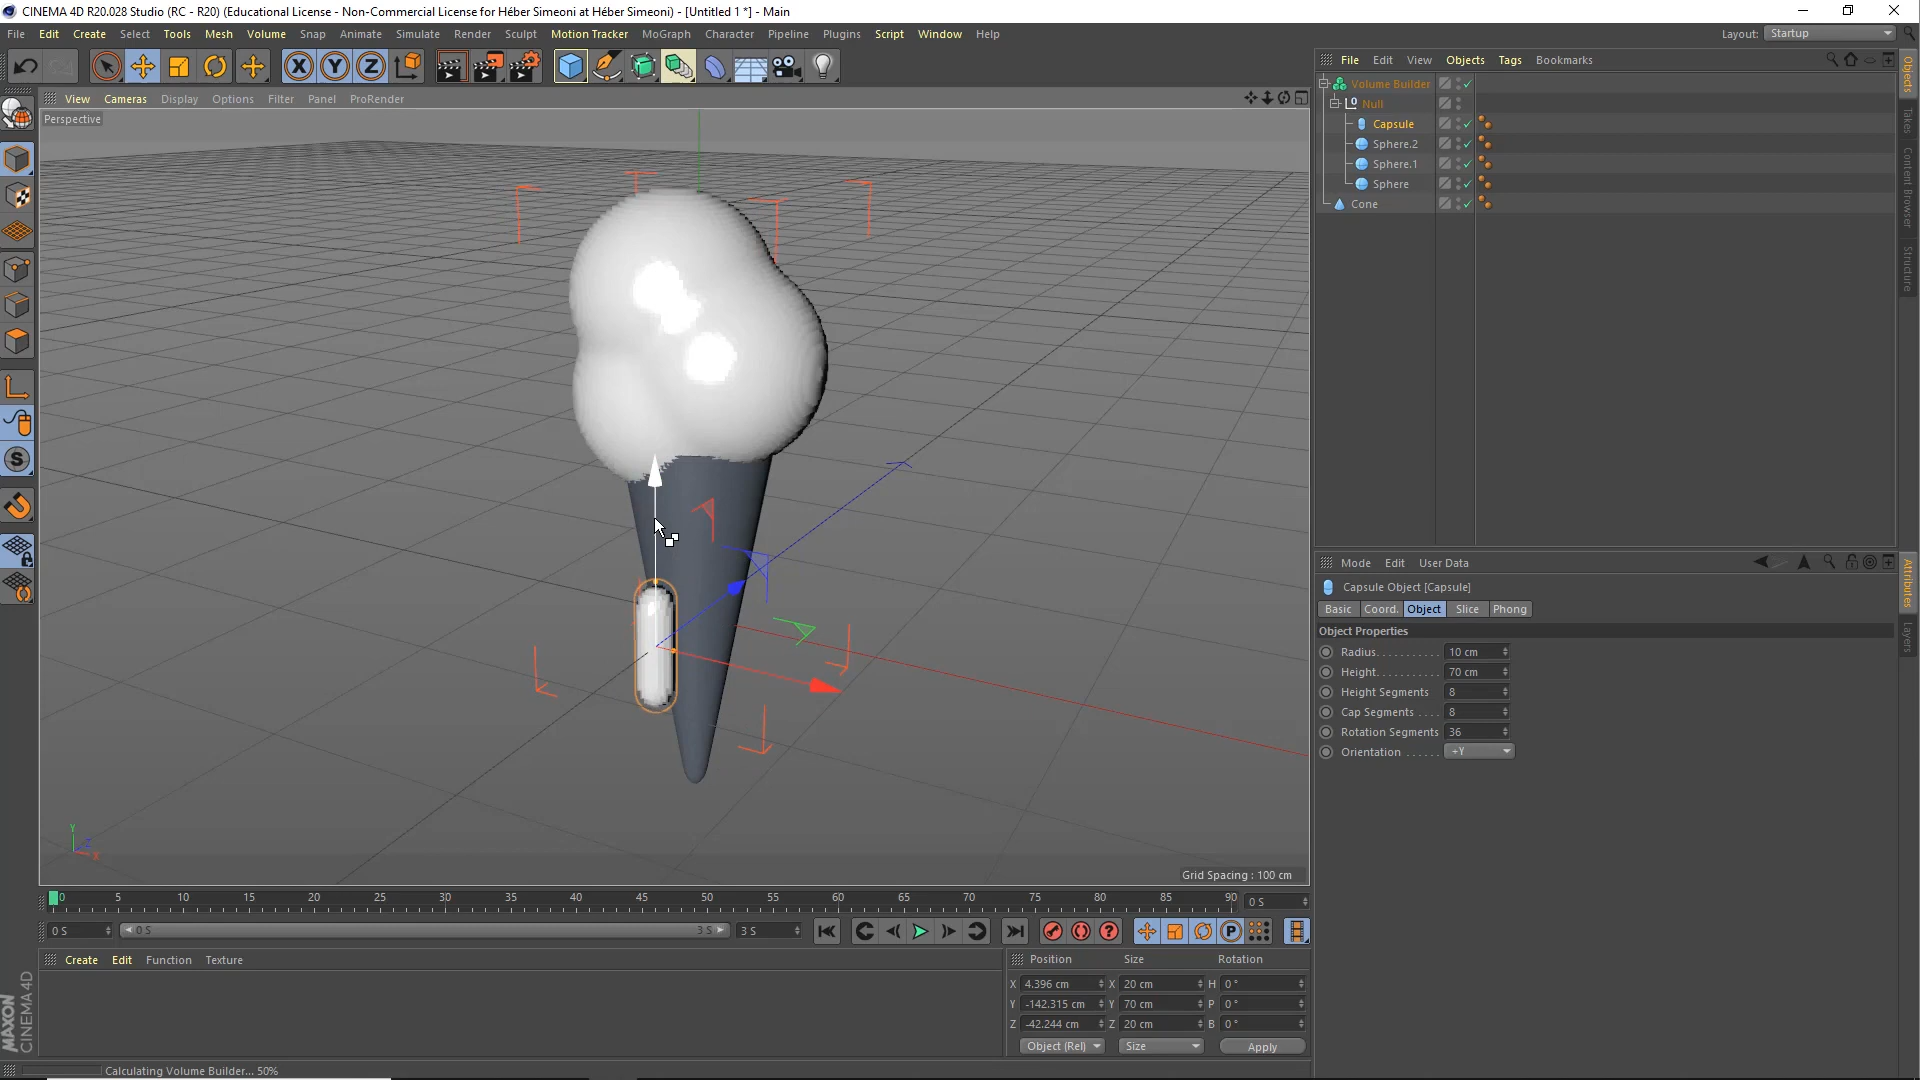 CINEMA 4D R20.028 Studio (RC - R20) (Educational License - Non-Commercial License for Héber Simeoni at Héber Simeoni) - [Untitled 1 *] - Main
File Edit Create Select Tools Mesh Volume Snap Animate Simulate Render Sculpt Motion Tracker MoGraph Character Pipeline Plugins Script Window Help
Layout: Startup
File Edit View Objects Tags Bookmarks
View Cameras Display Options Filter Panel ProRender
Perspective
Volume Builder
Null
Capsule
Sphere.2
Sphere.1
Sphere
Cone
Objects
Takes
Content Browser
Structure
Mode Edit User Data
Capsule Object [Capsule]
Basic Coord. Object Slice Phong
Object Properties
Radius........... 10 cm
Height........... 70 cm
Height Segments 8
Cap Segments .... 8
Rotation Segments 36
Orientation ...... +Y
Attributes
Layers
Y
Z
X
Grid Spacing : 100 cm
0 5 10 15 20 25 30 35 40 45 50 55 60 65 70 75 80 85 90 0 S
0 S 0 S 3 S 3 S
Create Edit Function Texture
Position Size Rotation
X 4.396 cm X 20 cm H 0 °
Y -142.315 cm Y 70 cm P 0 °
Z -42.244 cm Z 20 cm B 0 °
Object (Rel) Size Apply
MAXON
CINEMA 4D
Calculating Volume Builder... 50%